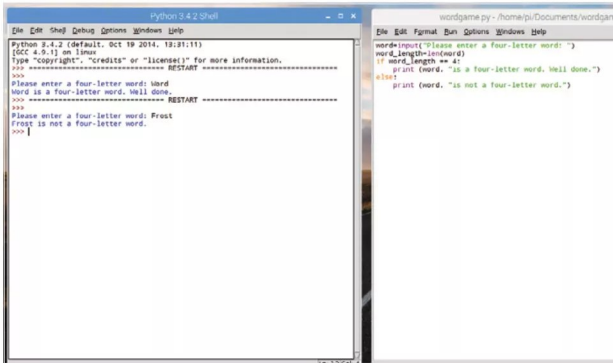 Python 3.4.2 Shell
File Edit Shell Debug Options Windows Help
Python 3.4.2 (default, Oct 19 2014, 13:31:11)
[GCC 4.9.1] on linux
Type "copyright", "credits" or "license()" for more information.
>>> ================================ RESTART ================================
>>>
Please enter a four-letter word: Word
Word is a four-letter word. Well done.
>>> ================================ RESTART ================================
>>>
Please enter a four-letter word: Frost
Frost is not a four-letter word.
>>>
wordgame.py - /home/pi/Documents/wordgam
File Edit Format Run Options Windows Help
word=input("Please enter a four-letter word: ")
word_length=len(word)
if word_length == 4:
    print (word, "is a four-letter word. Well done.")
else:
    print (word, "is not a four-letter word.")